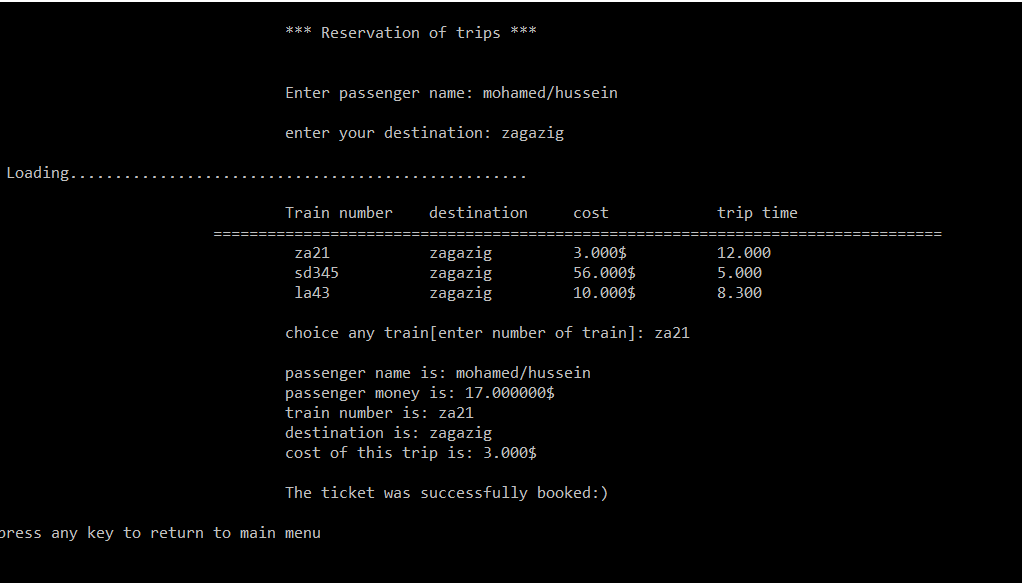 *** Reservation of trips ***
Enter passenger name: mohamed/hussein
enter your destination: zagazig
Loading...................................................
Train number destination cost trip time
=================================================================================
za21 zagazig 3.000$ 12.000
sd345 zagazig 56.000$ 5.000
la43 zagazig 10.000$ 8.300
choice any train[enter number of train]: za21
passenger name is: mohamed/hussein
passenger money is: 17.000000$
train number is: za21
destination is: zagazig
cost of this trip is: 3.000$
The ticket was successfully booked:)
press any key to return to main menu